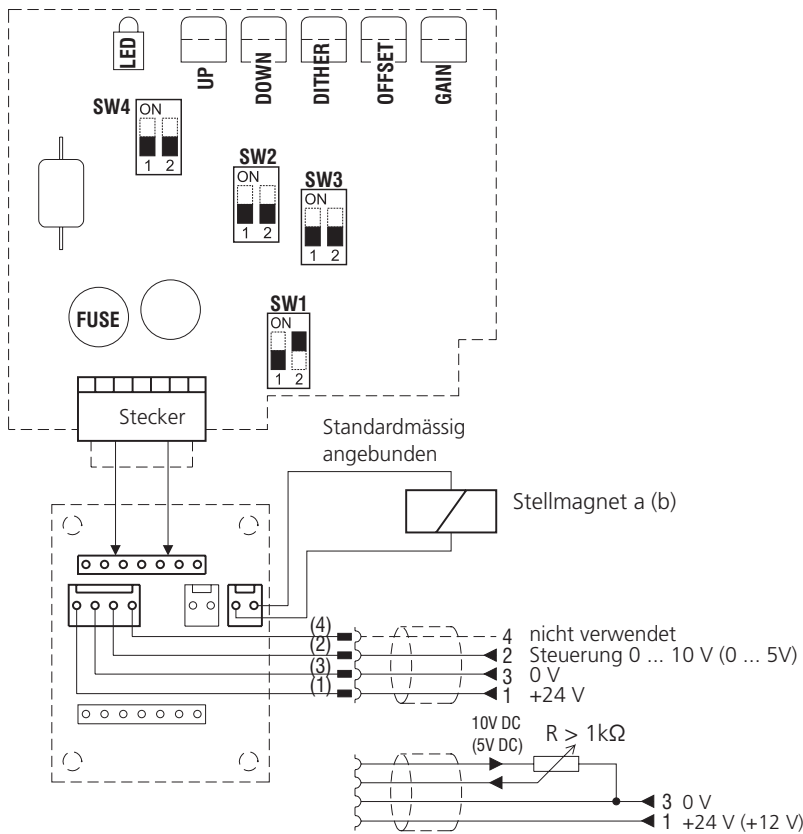 LED
UP
DOWN
DITHER
OFFSET
GAIN
SW4
ON
1 2
SW2
ON
1 2
SW3
ON
1 2
FUSE
SW1
ON
1 2
Stecker
Standardmässig
angebunden
Stellmagnet a (b)
(4)
4 nicht verwendet
(2)
2 Steuerung 0 ... 10 V (0 ... 5V)
(3)
3 0 V
(1)
1 +24 V
10V DC
(5V DC)
R > 1kΩ
3 0 V
1 +24 V (+12 V)